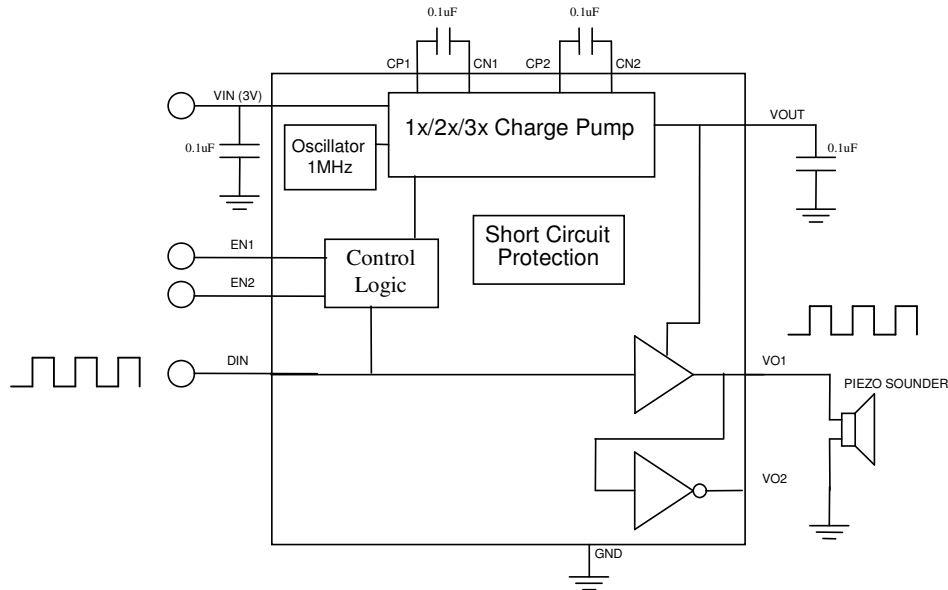 0.1uF
0.1uF
CP1
CN1
CP2
CN2
VIN (3V)
1x/2x/3x Charge Pump
VOUT
0.1uF
Oscillator
1MHz
0.1uF
EN1
Control
Logic
Short Circuit
Protection
EN2
DIN
VO1
PIEZO SOUNDER
VO2
GND